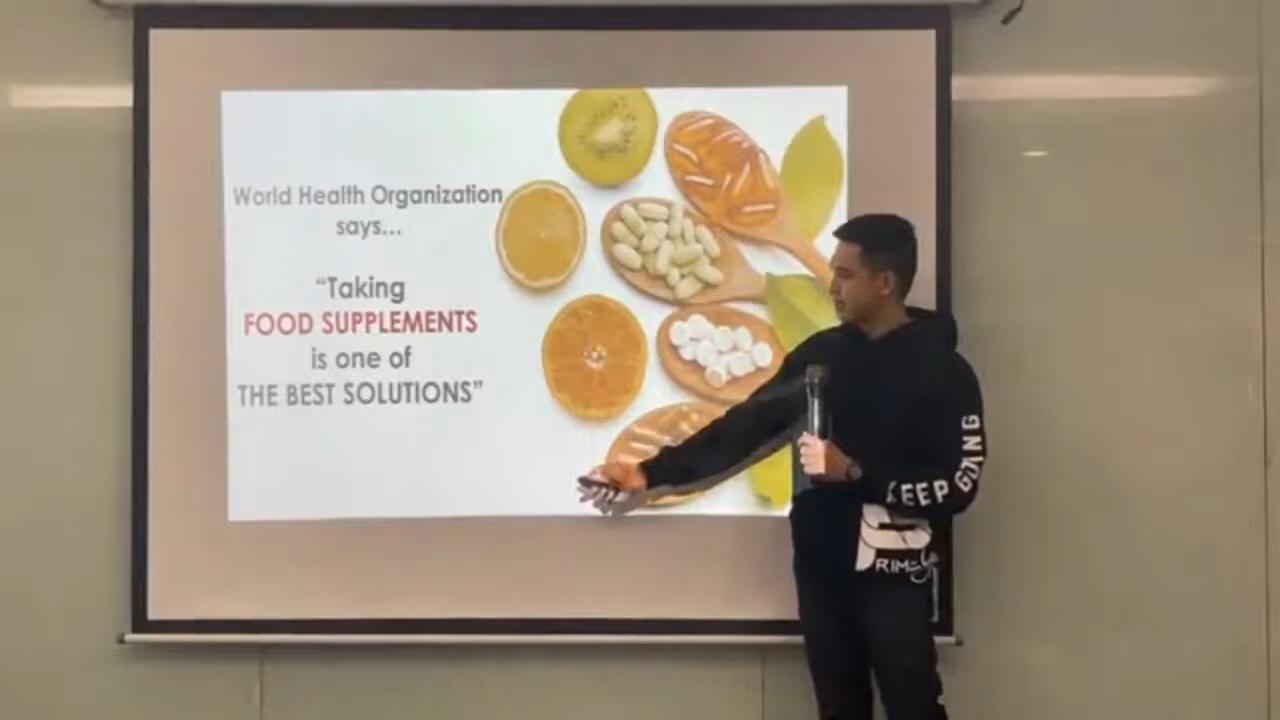 World Health Organization
says...
“Taking
FOOD SUPPLEMENTS
is one of
THE BEST SOLUTIONS”
KEEP GOING